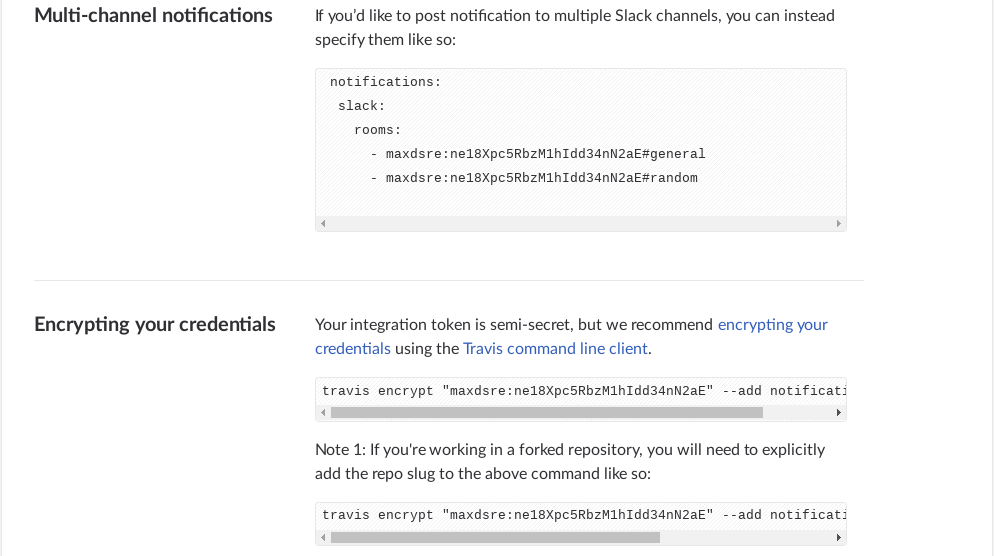 Multi-channel notifications
If you'd like to post notification to multiple Slack channels, you can instead
specify them like so:
notifications:
slack:
rooms:
- maxdsre:ne18Xpc5RbzM1hIdd34nN2aE#general
- maxdsre:ne18Xpc5RbzM1hIdd34nN2aE#random
Encrypting your credentials
Your integration token is semi-secret, but we recommend encrypting your
credentials using the Travis command line client.
travis encrypt "maxdsre:ne18Xpc5RbzM1hIdd34nN2aE" --add notificati
Note 1: If you're working in a forked repository, you will need to explicitly
add the repo slug to the above command like so:
travis encrypt "maxdsre:ne18Xpc5RbzM1hIdd34nN2aE" --add notificati